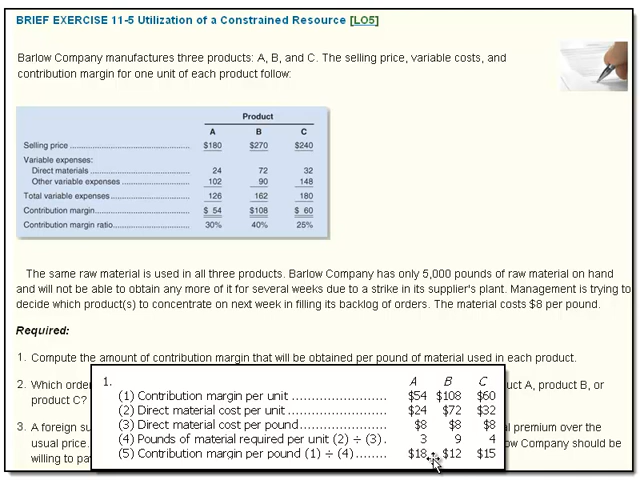 BRIEF EXERCISE 11-5 Utilization of a Constrained Resource [LO5]
Barlow Company manufactures three products: A, B, and C. The selling price, variable costs, and
contribution margin for one unit of each product follow:
Product
A B C
Selling price ........ $180 $270 $240
Variable expenses:
Direct materials ........ 24 72 32
Other variable expenses ........ 102 90 148
Total variable expenses ........ 126 162 180
Contribution margin ........ $ 54 $108 $ 60
Contribution margin ratio ........ 30% 40% 25%
The same raw material is used in all three products. Barlow Company has only 5,000 pounds of raw material on hand
and will not be able to obtain any more of it for several weeks due to a strike in its supplier's plant. Management is trying to
decide which product(s) to concentrate on next week in filling its backlog of orders. The material costs $8 per pound.
Required:
1. Compute the amount of contribution margin that will be obtained per pound of material used in each product.
2. Which orde uct A, product B, or
product C?
3. A foreign su l premium over the
usual price. ow Company should be
willing to pa
1. A B C
(1) Contribution margin per unit ........ $54 $108 $60
(2) Direct material cost per unit ........ $24 $72 $32
(3) Direct material cost per pound ........ $8 $8 $8
(4) Pounds of material required per unit (2) ÷ (3) . 3 9 4
(5) Contribution margin per pound (1) ÷ (4) ........ $18 $12 $15